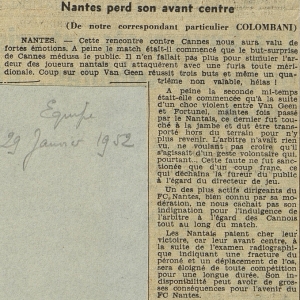 Nantes perd son avant centre
(De notre correspondant particulier COLOMBANI)
NANTES. — Cette rencontre contre Cannes nous aura valu de
fortes émotions. A peine le match était-il commencé que le but-surprise
de Cannes médusa le public. Il n'en fallait pas plus pour stimuler l'ar-
deur des joueurs nantais qui attaquèrent avec une furia toute méri-
dionale. Coup sur coup Van Geen réussit trois buts et même un qua-
trième non valable, hélas !
A peine la seconde mi-temps
était-elle commencée qu'à la suite
d'un choc violent entre Van Geen
et Fortunel, maintes fois passé
par le Nantais, ce dernier fut tou-
ché à la jambe et dut être trans-
porté hors du terrain pour n'y
plus revenir. L'arbitre n'avait rien
vu, ne voulant pas croire qu'il
s'agissait d'un geste volontaire qui,
pourtant... Cette faute ne fut sanc-
tionnée que d'un coup franc, ce
qui déchaîna la fureur du public
à l'égard du directeur de jeu.
Un des plus actifs dirigeants du
FC Nantes, bien connu par sa mo-
dération, ne nous cachait pas son
indignation pour l'indulgence de
l'arbitre à l'égard des Cannois
tout au long du match.
Les Nantais paient cher leur
victoire, car leur avant centre, à
la suite de l'examen radiographi-
que indiquant une fracture du
péroné et un déplacement de l'os,
sera éloigné de toute compétition
pour une longue durée. Son in-
disponibilité peut avoir de gros-
ses conséquences pour l'avenir du
FC Nantes.
Equipe
29 Janvier 1952